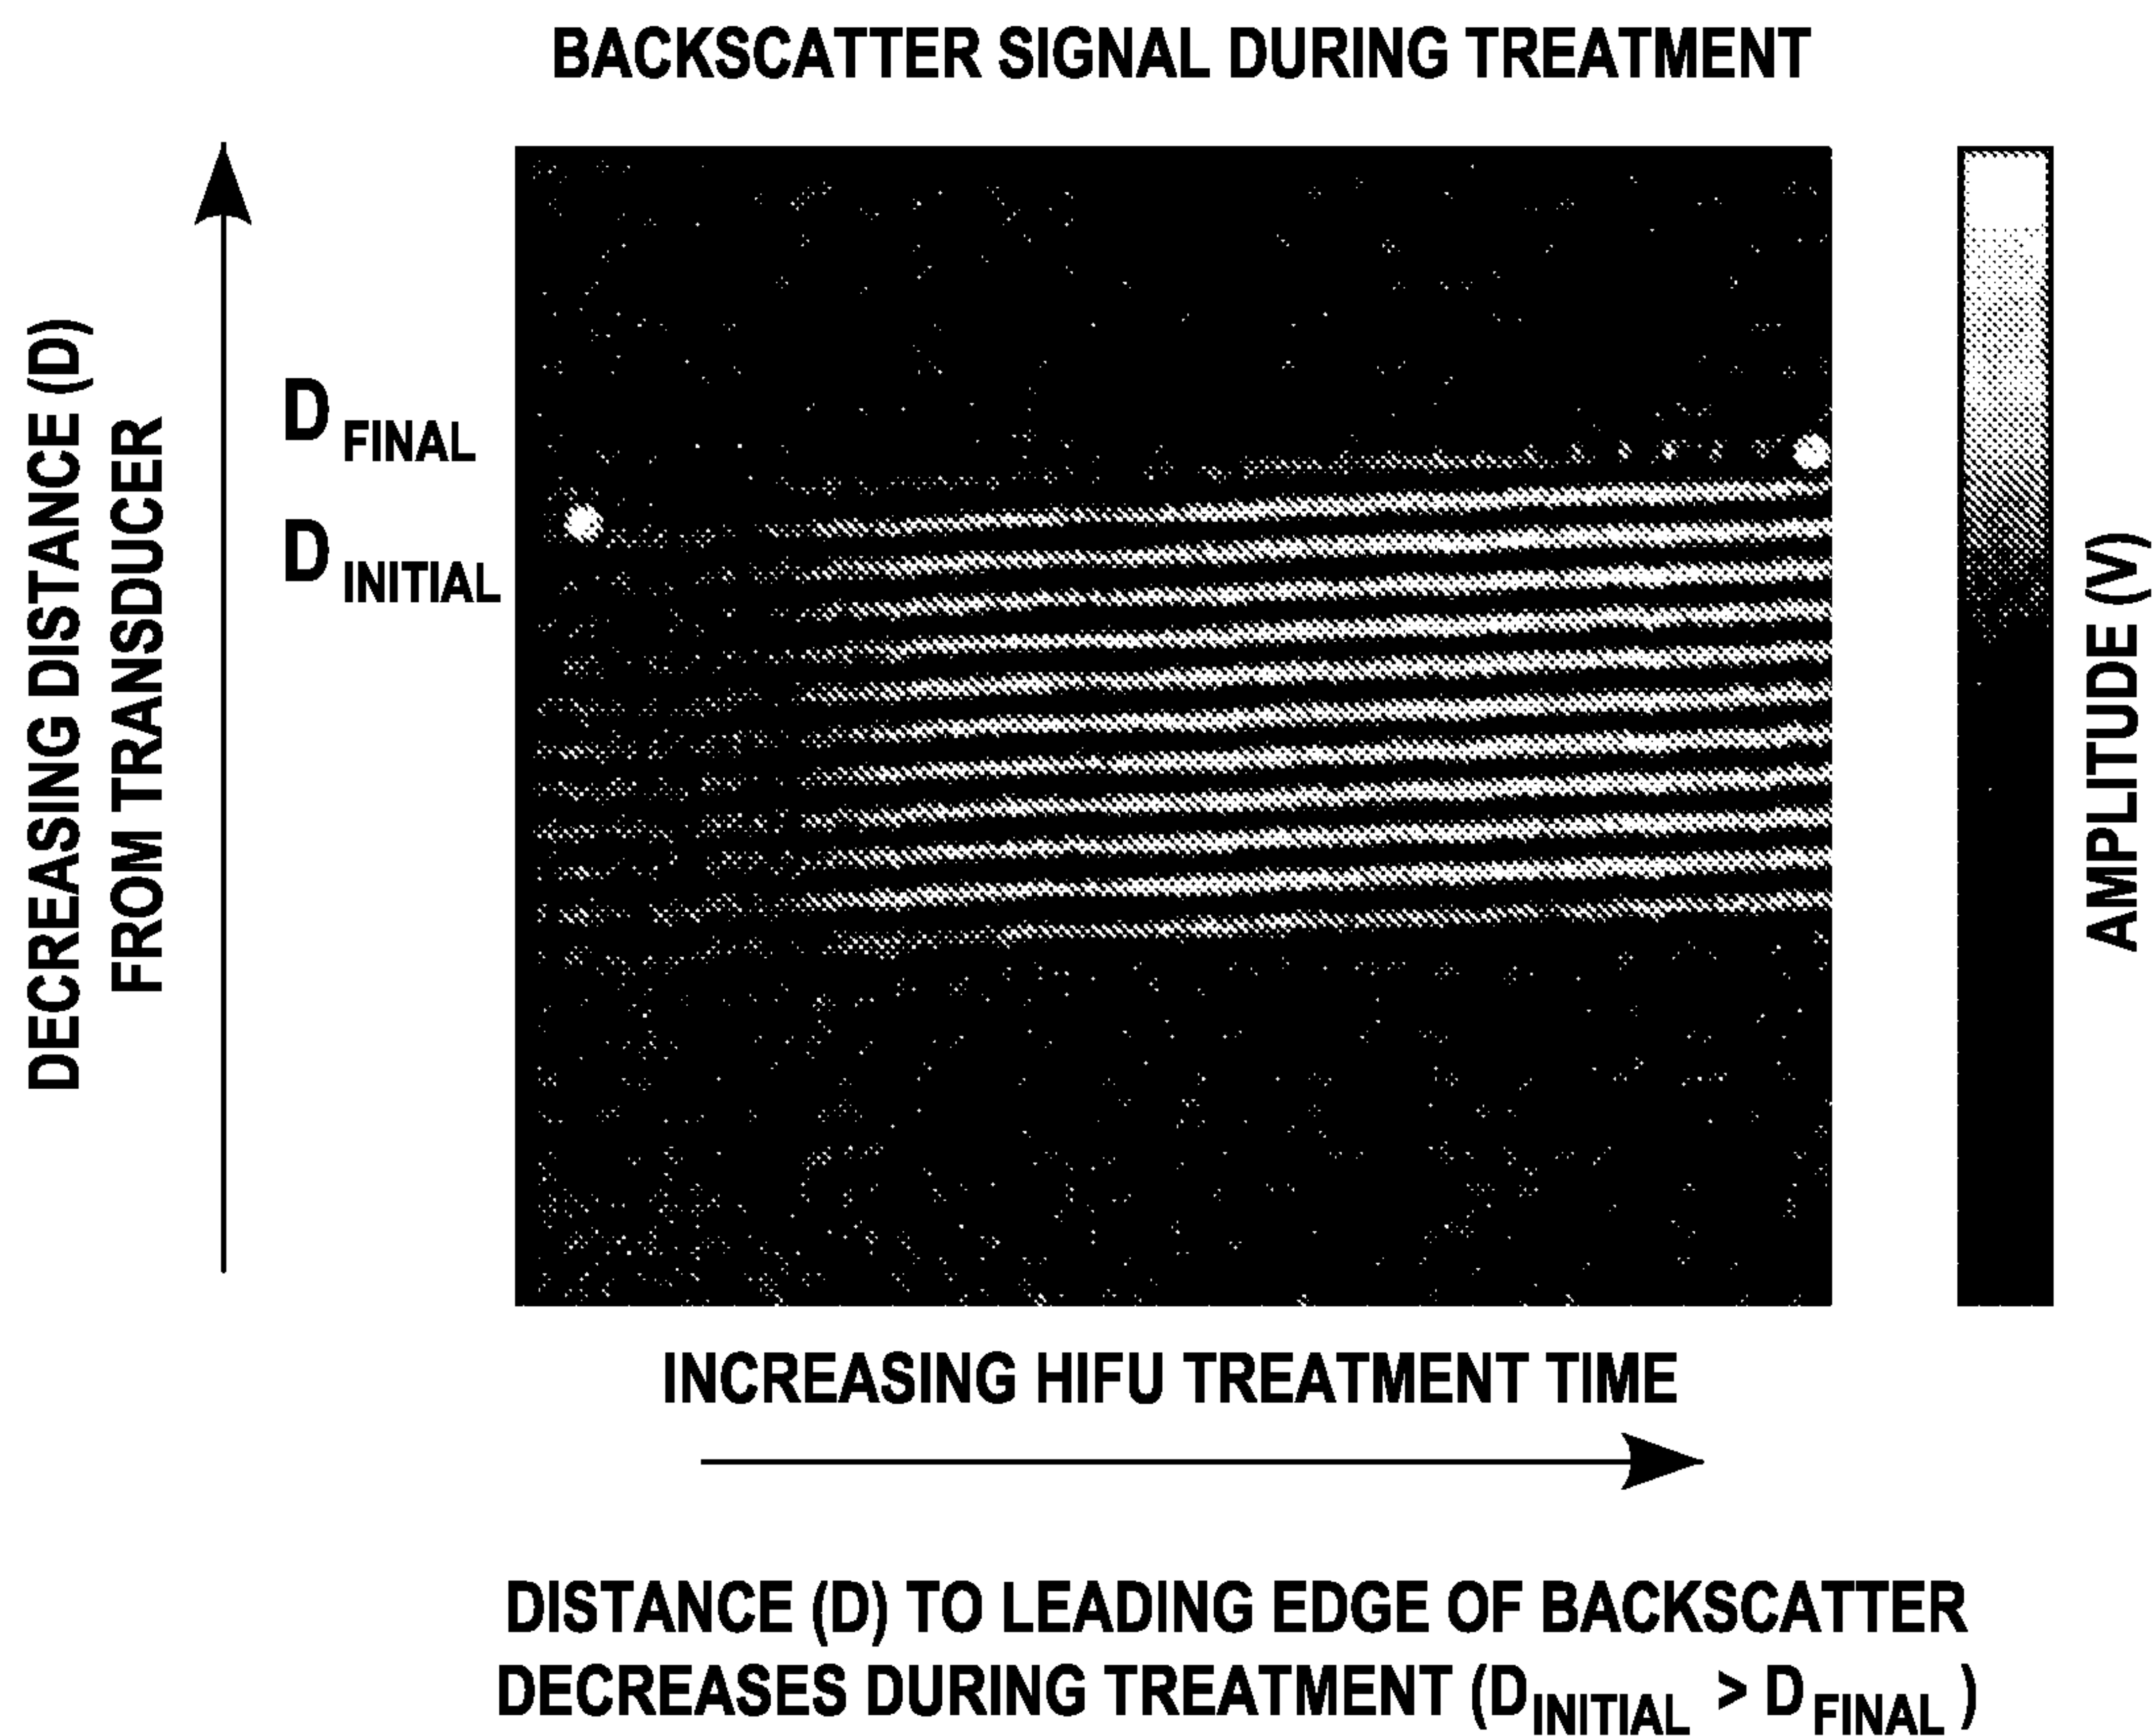 BACKSCATTER SIGNAL DURING TREATMENT
DECREASING DISTANCE (D)
FROM TRANSDUCER
D FINAL
D INITIAL
AMPLITUDE (V)
INCREASING HIFU TREATMENT TIME
DISTANCE (D) TO LEADING EDGE OF BACKSCATTER
DECREASES DURING TREATMENT (D INITIAL > D FINAL )